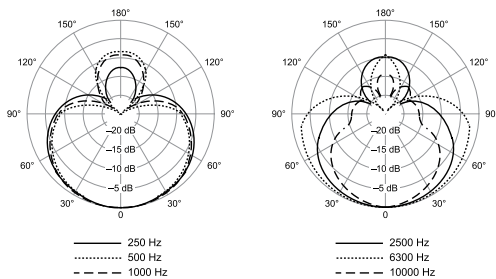 180° 180°
150° 150° 150° 150°
120° 120° 120° 120°
90° 90° 90° 90°
–20 dB –20 dB
–15 dB –15 dB
60° 60° 60° 60°
–10 dB –10 dB
–5 dB –5 dB
30° 30° 30° 30°
0 0
250 Hz 2500 Hz
500 Hz 6300 Hz
1000 Hz 10000 Hz